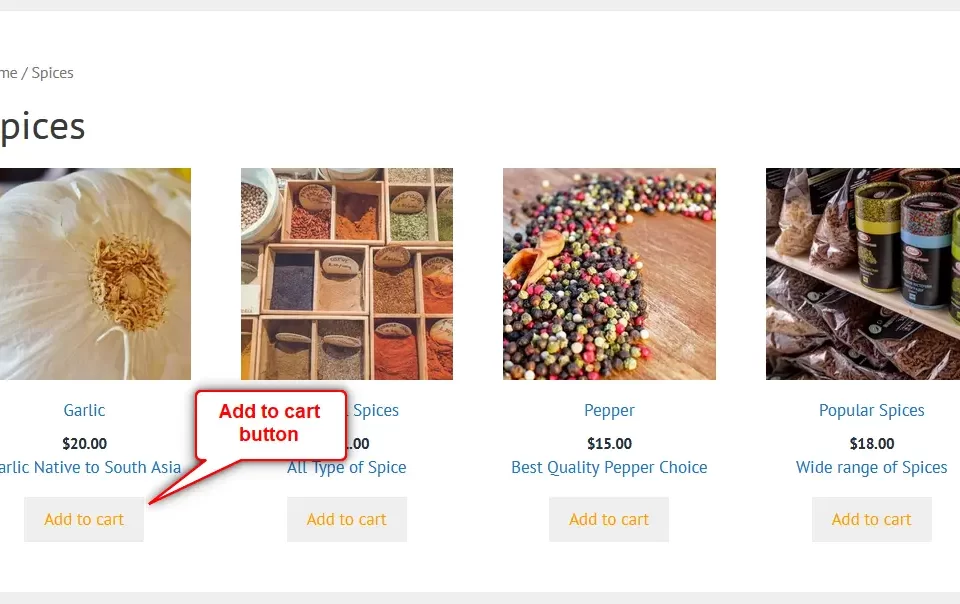 me / Spices
pices
Garlic
Spices
Pepper
Popular Spices
$20.00
.00
$15.00
$18.00
arlic Native to South Asia
All Type of Spice
Best Quality Pepper Choice
Wide range of Spices
Add to cart
button
Add to cart
Add to cart
Add to cart
Add to cart